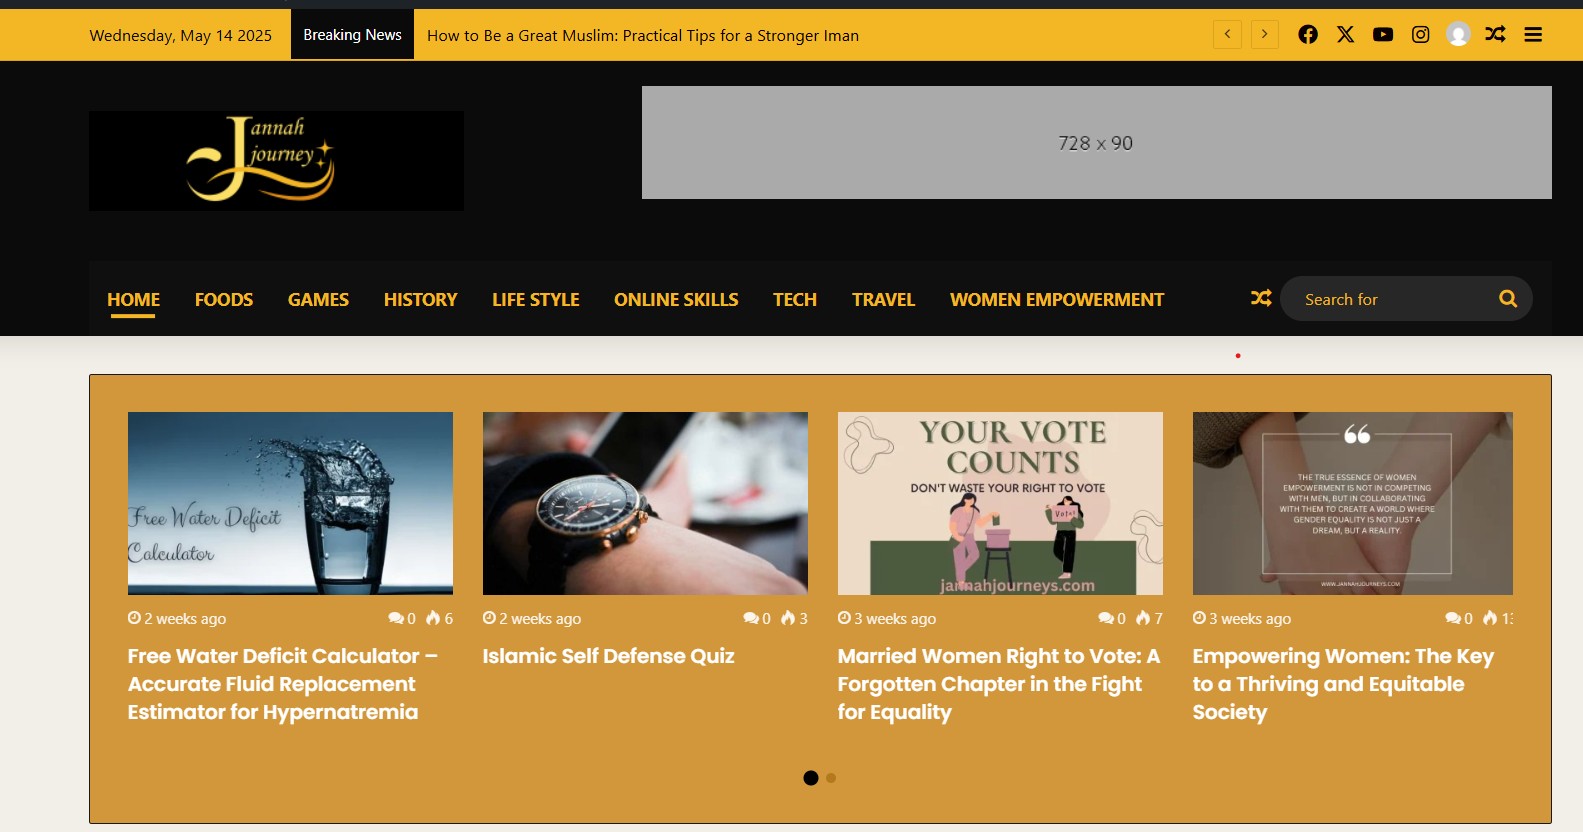 Wednesday, May 14 2025
Breaking News
How to Be a Great Muslim: Practical Tips for a Stronger Iman
Jannah
journey
728 x 90
HOME
FOODS
GAMES
HISTORY
LIFE STYLE
ONLINE SKILLS
TECH
TRAVEL
WOMEN EMPOWERMENT
Search for
Free Water Deficit
Calculator
2 weeks ago
0
6
Free Water Deficit Calculator –
Accurate Fluid Replacement
Estimator for Hypernatremia
2 weeks ago
0
3
Islamic Self Defense Quiz
YOUR VOTE
COUNTS
DON'T WASTE YOUR RIGHT TO VOTE
Vote!
jannahjourneys.com
3 weeks ago
0
7
Married Women Right to Vote: A
Forgotten Chapter in the Fight
for Equality
THE TRUE ESSENCE OF WOMEN
EMPOWERMENT IS NOT IN COMPETING
WITH MEN, BUT IN COLLABORATING
WITH THEM TO CREATE A WORLD WHERE
GENDER EQUALITY IS NOT JUST A
DREAM, BUT A REALITY.
WWW.JANNAHJOURNEYS.COM
3 weeks ago
0
Empowering Women: The Key
to a Thriving and Equitable
Society